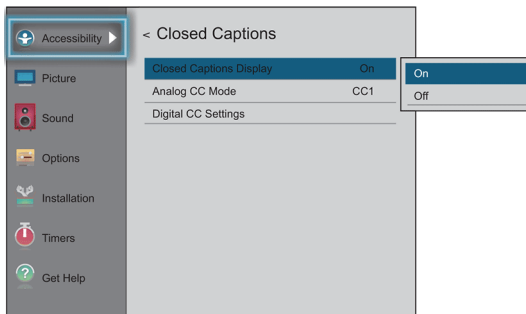 Accessibility
Picture
Sound
Options
Installation
Timers
Get Help
< Closed Captions
Closed Captions Display On
Analog CC Mode CC1
Digital CC Settings
On
Off